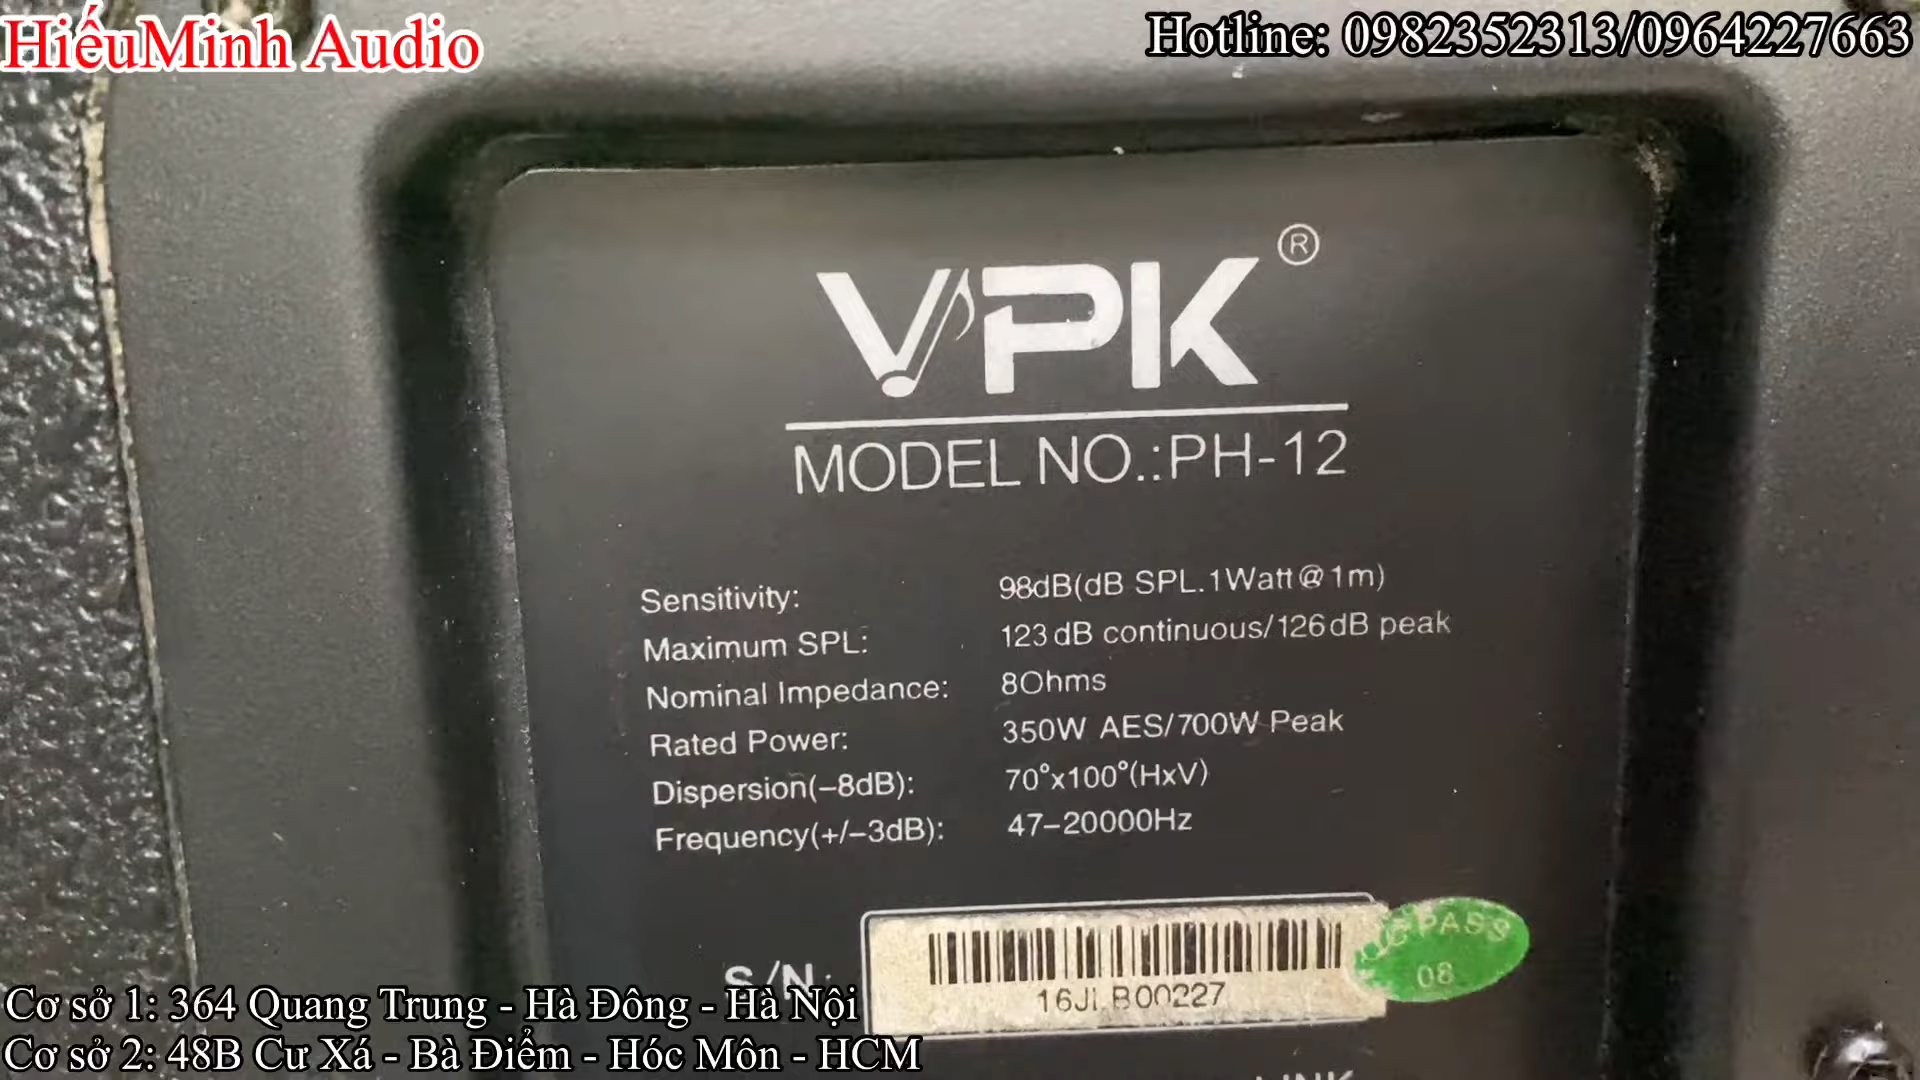 HiếuMinh Audio
Hotline: 0982352313/0964227663
VPK®
MODEL NO.:PH-12
Sensitivity: 98dB(dB SPL.1Watt@1m)
Maximum SPL: 123dB continuous/126dB peak
Nominal Impedance: 8Ohms
Rated Power: 350W AES/700W Peak
Dispersion(-8dB): 70°x100°(HxV)
Frequency(+/-3dB): 47-20000Hz
S/N:
PASS
08
Cơ sở 1: 364 Quang Trung - Hà Đông - Hà Nội
Cơ sở 2: 48B Cư Xá - Bà Điểm - Hóc Môn - HCM